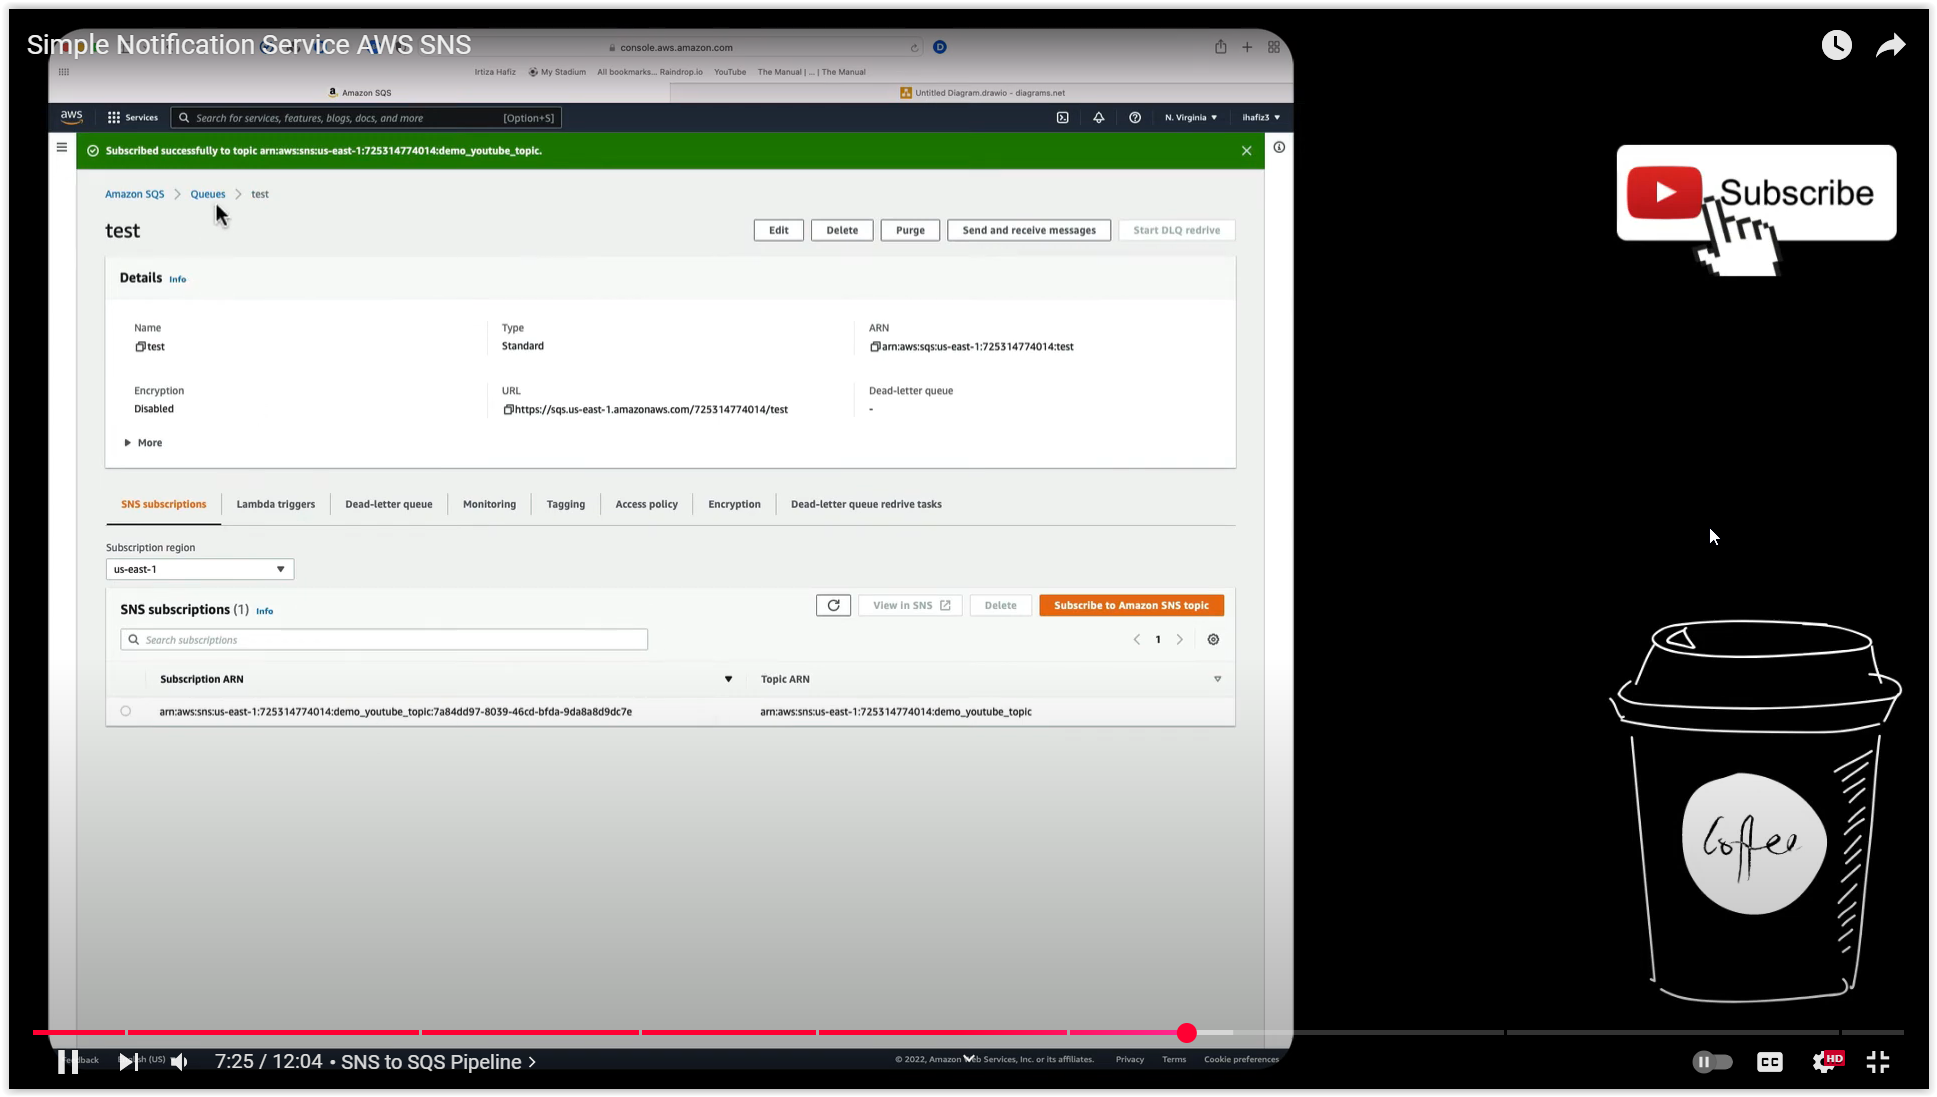 Simple Notification Service AWS SNS
console.aws.amazon.com
Irtiza Hafiz My Stadium All bookmarks... Raindrop.io YouTube The Manual | ... | The Manual
Amazon SQS Untitled Diagram.drawio - diagrams.net
aws Services Search for services, features, blogs, docs, and more [Option+S] N. Virginia ihafiz3
Subscribed successfully to topic arn:aws:sns:us-east-1:725314774014:demo_youtube_topic.
Amazon SQS Queues test
Subscribe
test
Edit Delete Purge Send and receive messages Start DLQ redrive
Details Info
Name Type ARN
test Standard arn:aws:sqs:us-east-1:725314774014:test
Encryption URL Dead-letter queue
Disabled https://sqs.us-east-1.amazonaws.com/725314774014/test -
More
SNS subscriptions Lambda triggers Dead-letter queue Monitoring Tagging Access policy Encryption Dead-letter queue redrive tasks
Subscription region
us-east-1
SNS subscriptions (1) Info View in SNS Delete Subscribe to Amazon SNS topic
Search subscriptions 1
Subscription ARN Topic ARN
arn:aws:sns:us-east-1:725314774014:demo_youtube_topic:7a84dd97-8039-46cd-bfda-9da8a8d9dc7e arn:aws:sns:us-east-1:725314774014:demo_youtube_topic
Coffee
(US) © 2022, Amazon Web Services, Inc. or its affiliates. Privacy Terms Cookie preferences
7:25 / 12:04 • SNS to SQS Pipeline CC HD